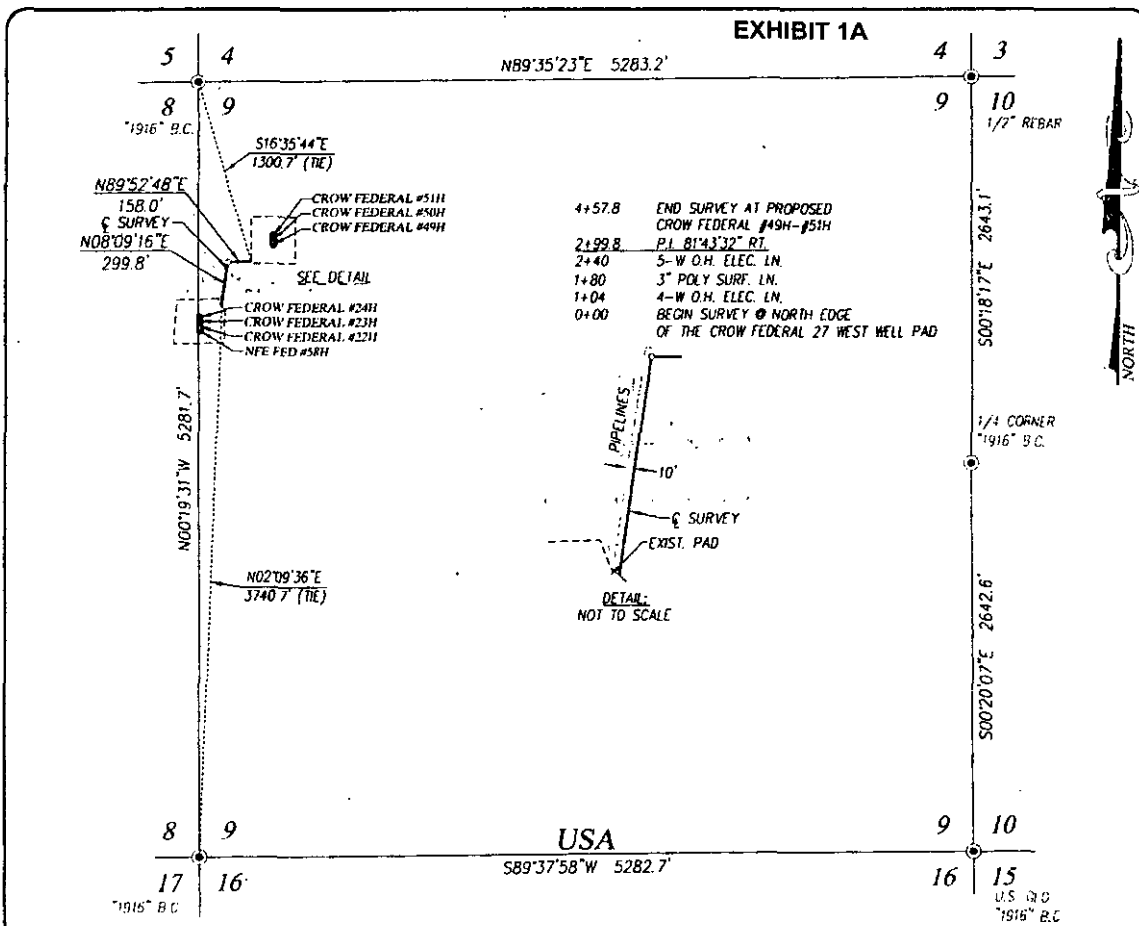 EXHIBIT 1A
5 4
4 3
N89°35'23"E 5283.2'
8 9
9 10
"1916" B.C.
1/2" REBAR
S16°35'44"E
1300.7' (TIE)
N89°52'48"E
158.0'
℄ SURVEY
N08°09'16"E
299.8'
CROW FEDERAL #51H
CROW FEDERAL #50H
CROW FEDERAL #49H
SEE DETAIL
CROW FEDERAL #24H
CROW FEDERAL #23H
CROW FEDERAL #22H
NFE FED #58H
4+57.8 END SURVEY AT PROPOSED
CROW FEDERAL #49H-#51H
2+99.8 P.I. 81°43'32" RT.
2+40 5-W O.H. ELEC. LN.
1+80 3" POLY SURF. LN.
1+04 4-W O.H. ELEC. LN.
0+00 BEGIN SURVEY @ NORTH EDGE
OF THE CROW FEDERAL 27 WEST WELL PAD
S00°18'17"E 2643.1'
NORTH
1/4 CORNER
"1916" B.C.
PIPELINES
10'
℄ SURVEY
EXIST. PAD
DETAIL:
NOT TO SCALE
N00°19'31"W 5281.7'
N02°09'36"E
3740.7' (TIE)
S00°20'07"E 2642.6'
8 9
USA
9 10
S89°37'58"W 5282.7'
17 16
16 15
"1916" B.C
U.S. GLO
"1916" B.C